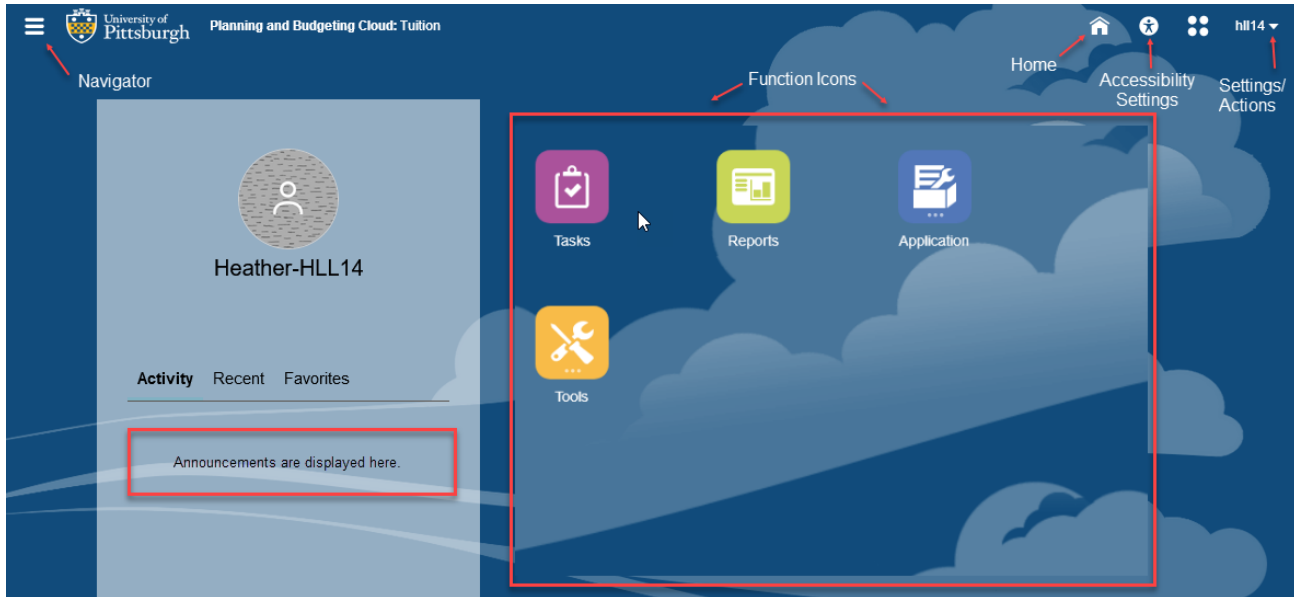 University of
Pittsburgh
Planning and Budgeting Cloud: Tuition
hll14
Navigator
Function Icons
Home
Accessibility
Settings
Settings/
Actions
Tasks
Reports
Application
Heather-HLL14
Tools
Activity Recent Favorites
Announcements are displayed here.